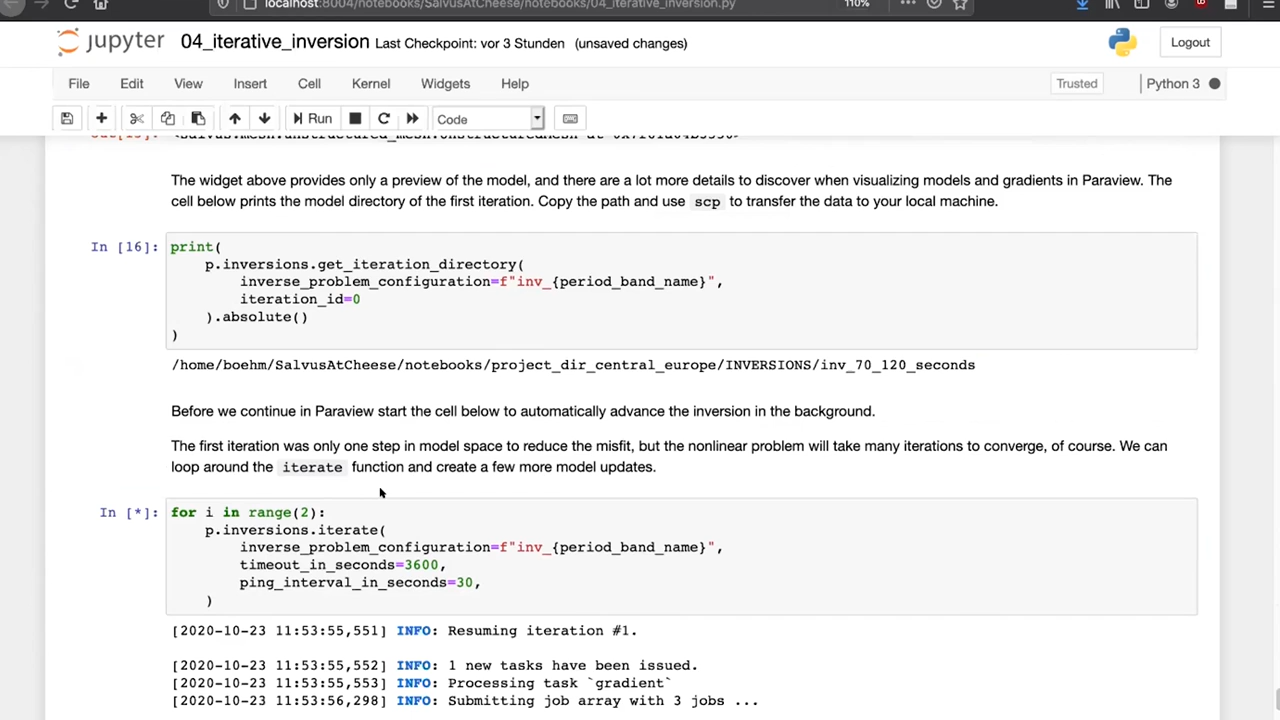 localhost:8004/notebooks/SalvusAtCheese/notebooks/04_iterative_inversion.py
110%
jupyter 04_iterative_inversion Last Checkpoint: vor 3 Stunden (unsaved changes)
Logout
File Edit View Insert Cell Kernel Widgets Help
Trusted
Python 3
Run
Code
The widget above provides only a preview of the model, and there are a lot more details to discover when visualizing models and gradients in Paraview. The
cell below prints the model directory of the first iteration. Copy the path and use scp to transfer the data to your local machine.
In [16]: print(
p.inversions.get_iteration_directory(
inverse_problem_configuration=f"inv_{period_band_name}",
iteration_id=0
).absolute()
)
/home/boehm/SalvusAtCheese/notebooks/project_dir_central_europe/INVERSIONS/inv_70_120_seconds
Before we continue in Paraview start the cell below to automatically advance the inversion in the background.
The first iteration was only one step in model space to reduce the misfit, but the nonlinear problem will take many iterations to converge, of course. We can
loop around the iterate function and create a few more model updates.
In [*]: for i in range(2):
p.inversions.iterate(
inverse_problem_configuration=f"inv_{period_band_name}",
timeout_in_seconds=3600,
ping_interval_in_seconds=30,
)
[2020-10-23 11:53:55,551] INFO: Resuming iteration #1.
[2020-10-23 11:53:55,552] INFO: 1 new tasks have been issued.
[2020-10-23 11:53:55,553] INFO: Processing task `gradient`
[2020-10-23 11:53:56,298] INFO: Submitting job array with 3 jobs ...